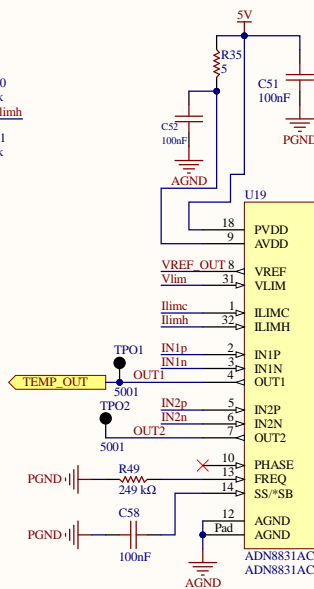 5V
R35
5
0
k
limh
1
k
C51
100nF
C52
100nF
PGND
AGND
U19
18 PVDD
9 AVDD
VREF_OUT 8 VREF
Vlim 31 VLIM
Ilimc 1 ILIMC
Ilimh 32 ILIMH
TPO1
IN1p 2 IN1P
IN1n 3 IN1N
TEMP_OUT OUT1 4 OUT1
5001
TPO2
IN2p 5 IN2P
IN2n 6 IN2N
OUT2 7 OUT2
5001
10 PHASE
PGND R49 13 FREQ
249 kΩ
14 SS/*SB
C58
PGND
100nF
12 AGND
Pad AGND
AGND
ADN8831AC
ADN8831AC